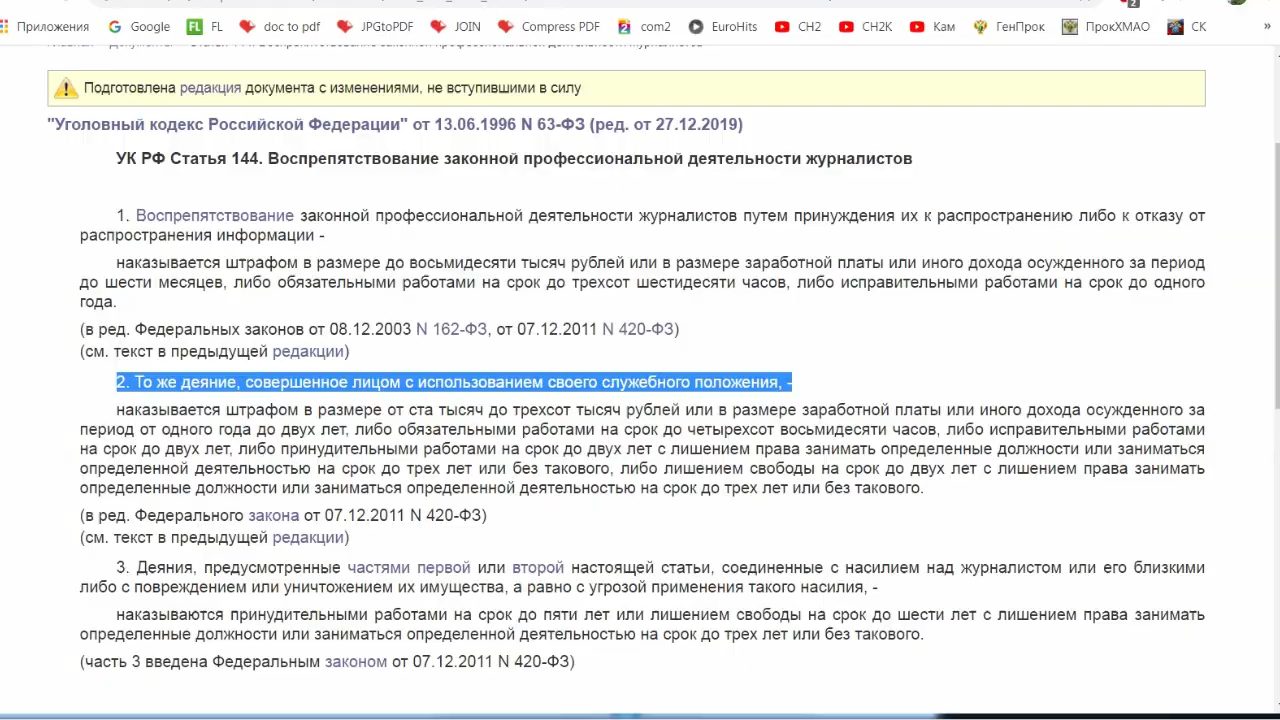 Приложения Google FL FL doc to pdf JPGtoPDF JOIN Compress PDF 2 com2 EuroHits CH2 CH2K Кам ГенПрок ПрокХМАО СК »
Подготовлена редакция документа с изменениями, не вступившими в силу
"Уголовный кодекс Российской Федерации" от 13.06.1996 N 63-ФЗ (ред. от 27.12.2019)
УК РФ Статья 144. Воспрепятствование законной профессиональной деятельности журналистов
1. Воспрепятствование законной профессиональной деятельности журналистов путем принуждения их к распространению либо к отказу от
распространения информации -
наказывается штрафом в размере до восьмидесяти тысяч рублей или в размере заработной платы или иного дохода осужденного за период
до шести месяцев, либо обязательными работами на срок до трехсот шестидесяти часов, либо исправительными работами на срок до одного
года.
(в ред. Федеральных законов от 08.12.2003 N 162-ФЗ, от 07.12.2011 N 420-ФЗ)
(см. текст в предыдущей редакции)
2. То же деяние, совершенное лицом с использованием своего служебного положения, -
наказывается штрафом в размере от ста тысяч до трехсот тысяч рублей или в размере заработной платы или иного дохода осужденного за
период от одного года до двух лет, либо обязательными работами на срок до четырехсот восьмидесяти часов, либо исправительными работами
на срок до двух лет, либо принудительными работами на срок до двух лет с лишением права занимать определенные должности или заниматься
определенной деятельностью на срок до трех лет или без такового, либо лишением свободы на срок до двух лет с лишением права занимать
определенные должности или заниматься определенной деятельностью на срок до трех лет или без такового.
(в ред. Федерального закона от 07.12.2011 N 420-ФЗ)
(см. текст в предыдущей редакции)
3. Деяния, предусмотренные частями первой или второй настоящей статьи, соединенные с насилием над журналистом или его близкими
либо с повреждением или уничтожением их имущества, а равно с угрозой применения такого насилия, -
наказываются принудительными работами на срок до пяти лет или лишением свободы на срок до шести лет с лишением права занимать
определенные должности или заниматься определенной деятельностью на срок до трех лет или без такового.
(часть 3 введена Федеральным законом от 07.12.2011 N 420-ФЗ)